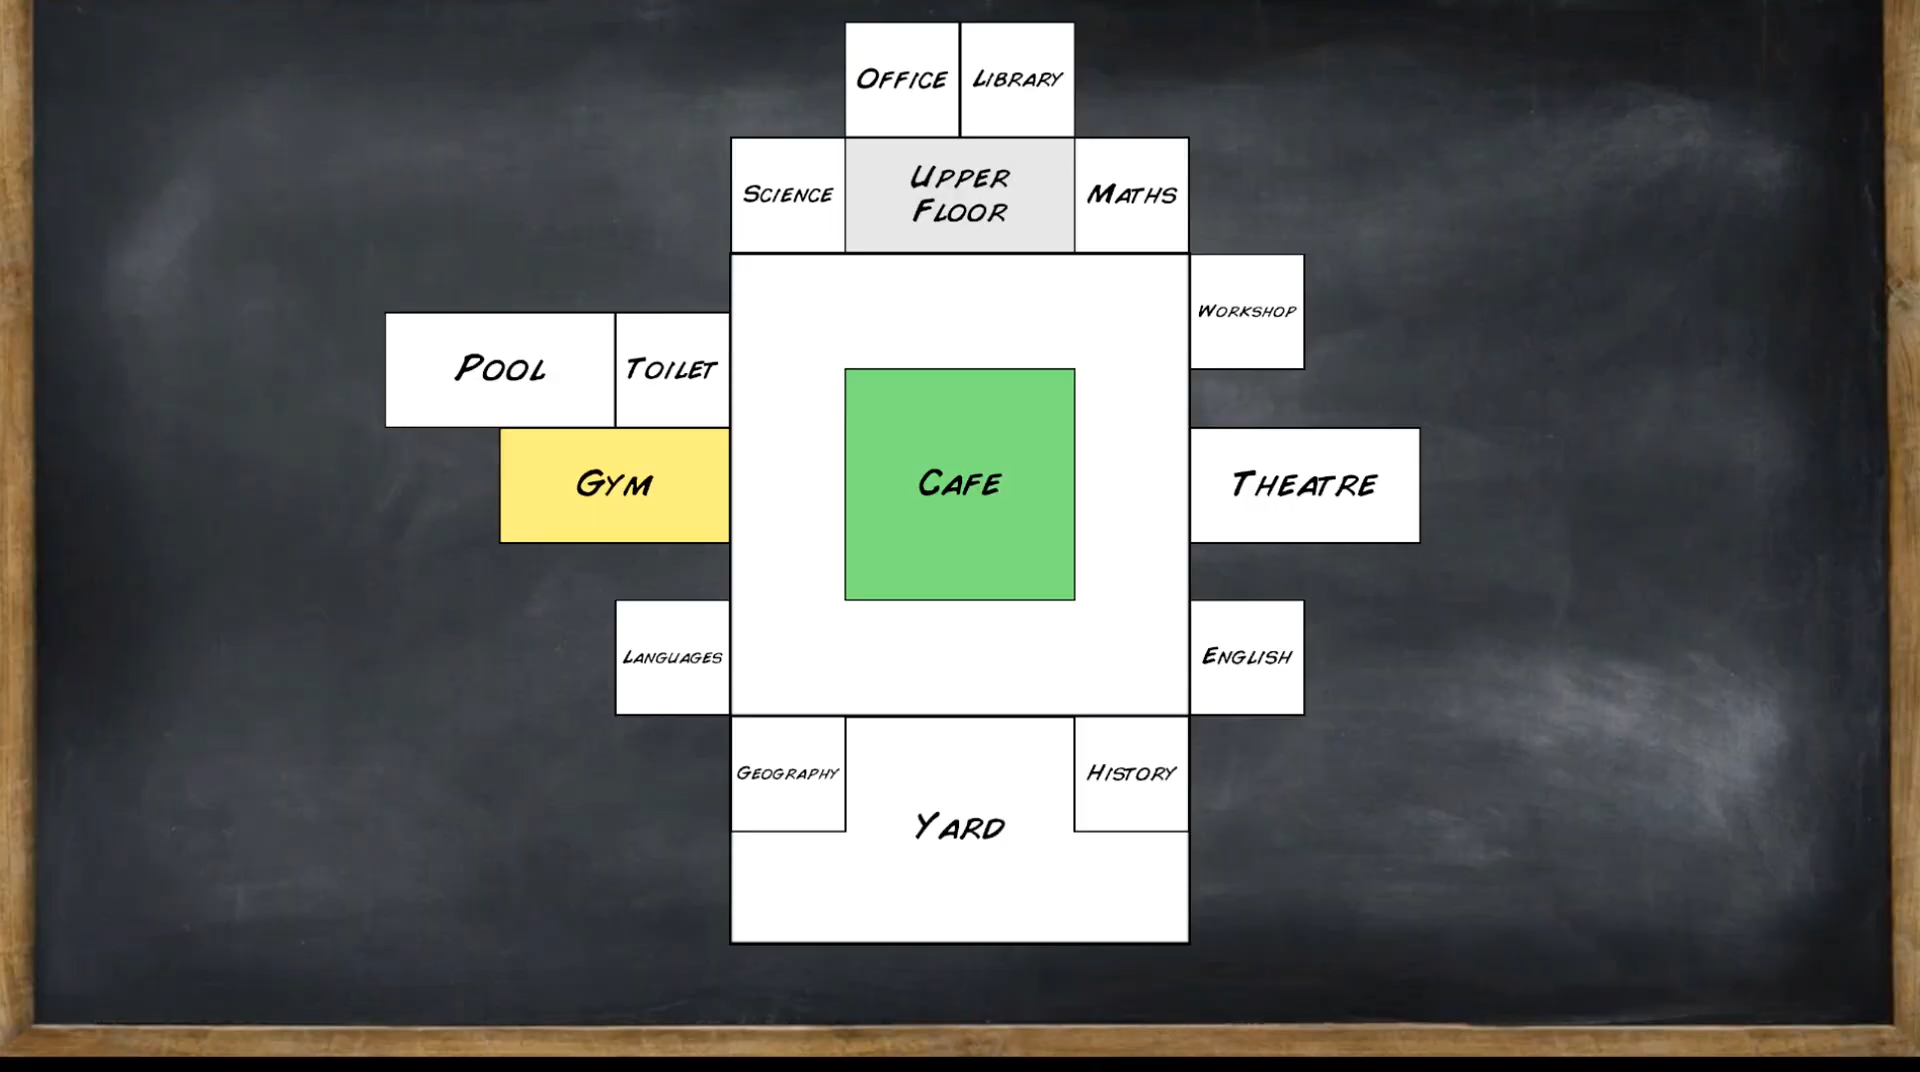 Office
Library
Science
Upper
Floor
Maths
Workshop
Pool
Toilet
Gym
Cafe
Theatre
Languages
English
Geography
History
Yard